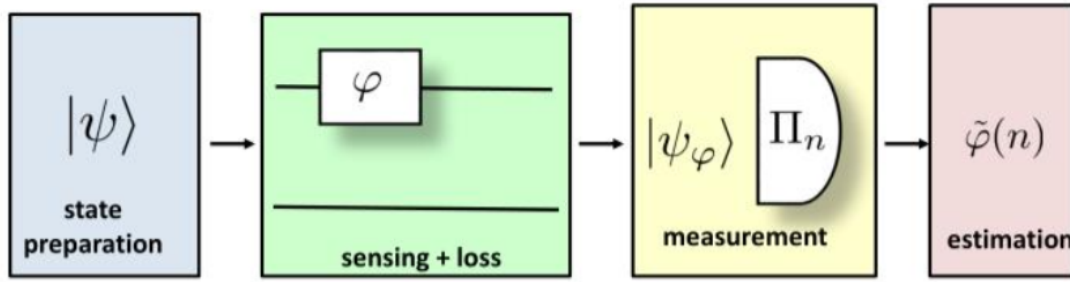 |ψ⟩
state
preparation
φ
sensing + loss
|ψ_φ⟩
Π_n
measurement
φ̃(n)
estimation